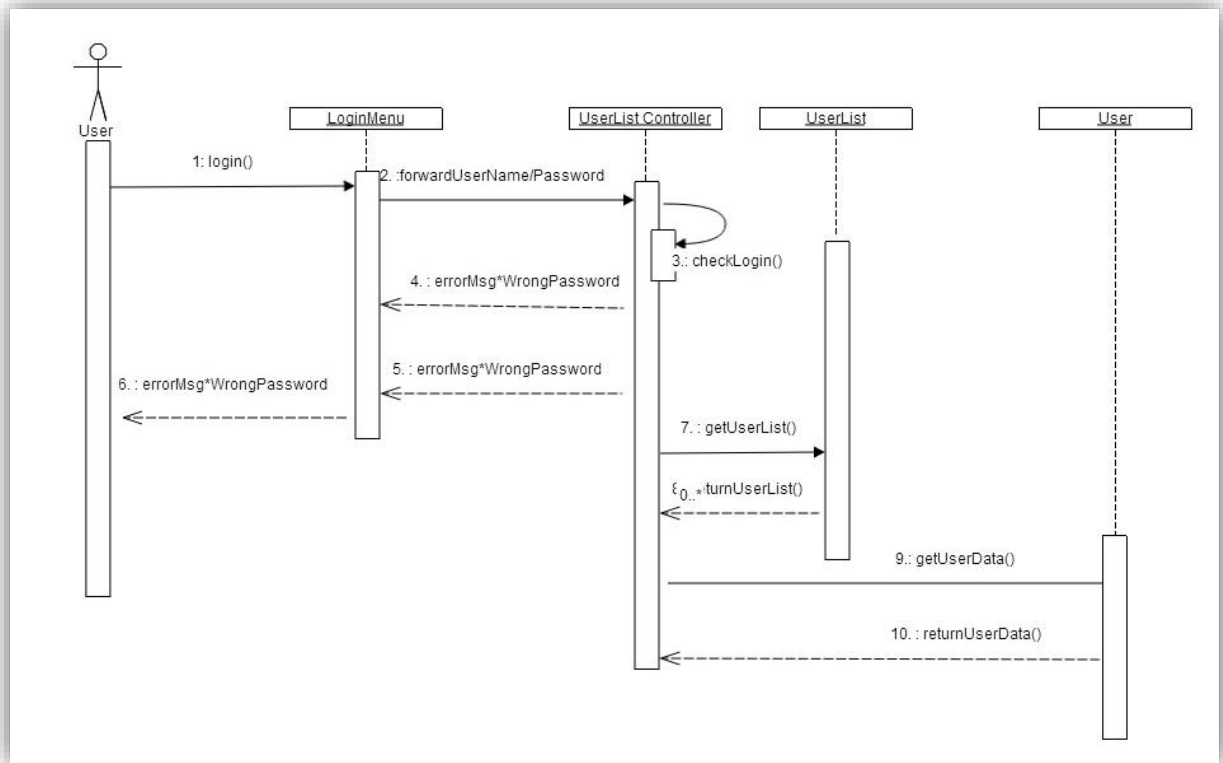 User
LoginMenu
UserList Controller
UserList
User
1: login()
2. :forwardUserName/Password
3.: checkLogin()
4. : errorMsg*WrongPassword
5. : errorMsg*WrongPassword
6. : errorMsg*WrongPassword
7. : getUserList()
0..*
turnUserList()
9.: getUserData()
10. : returnUserData()